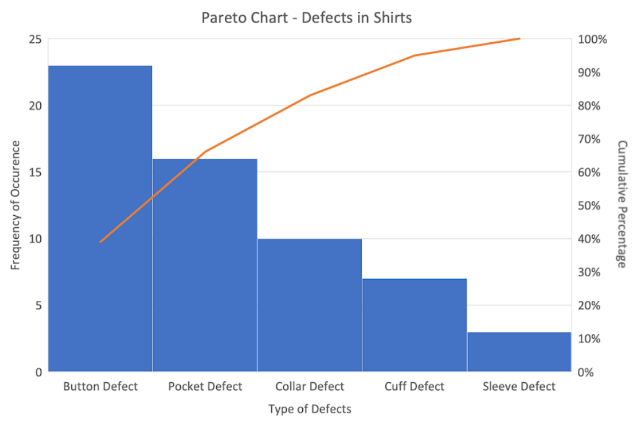 Pareto Chart - Defects in Shirts
25
20
15
10
5
0
Frequency of Occurence
100%
90%
80%
70%
60%
50%
40%
30%
20%
10%
0%
Cumulative Percentage
Button Defect
Pocket Defect
Collar Defect
Cuff Defect
Sleeve Defect
Type of Defects